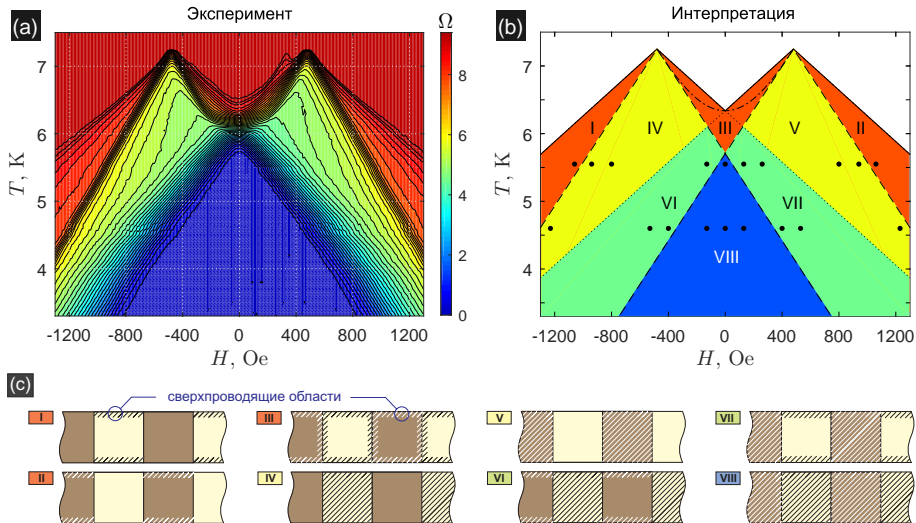 Эксперимент
Интерпретация
(a)
Ω
(b)
7
6
5
4
T, K
8
6
4
2
0
7
6
5
4
T, K
I
IV
III
V
II
VI
VII
VIII
-1200 -800 -400 0 400 800 1200
H, Oe
-1200 -800 -400 0 400 800 1200
H, Oe
(c)
сверхпроводящие области
I
III
V
VII
II
IV
VI
VIII